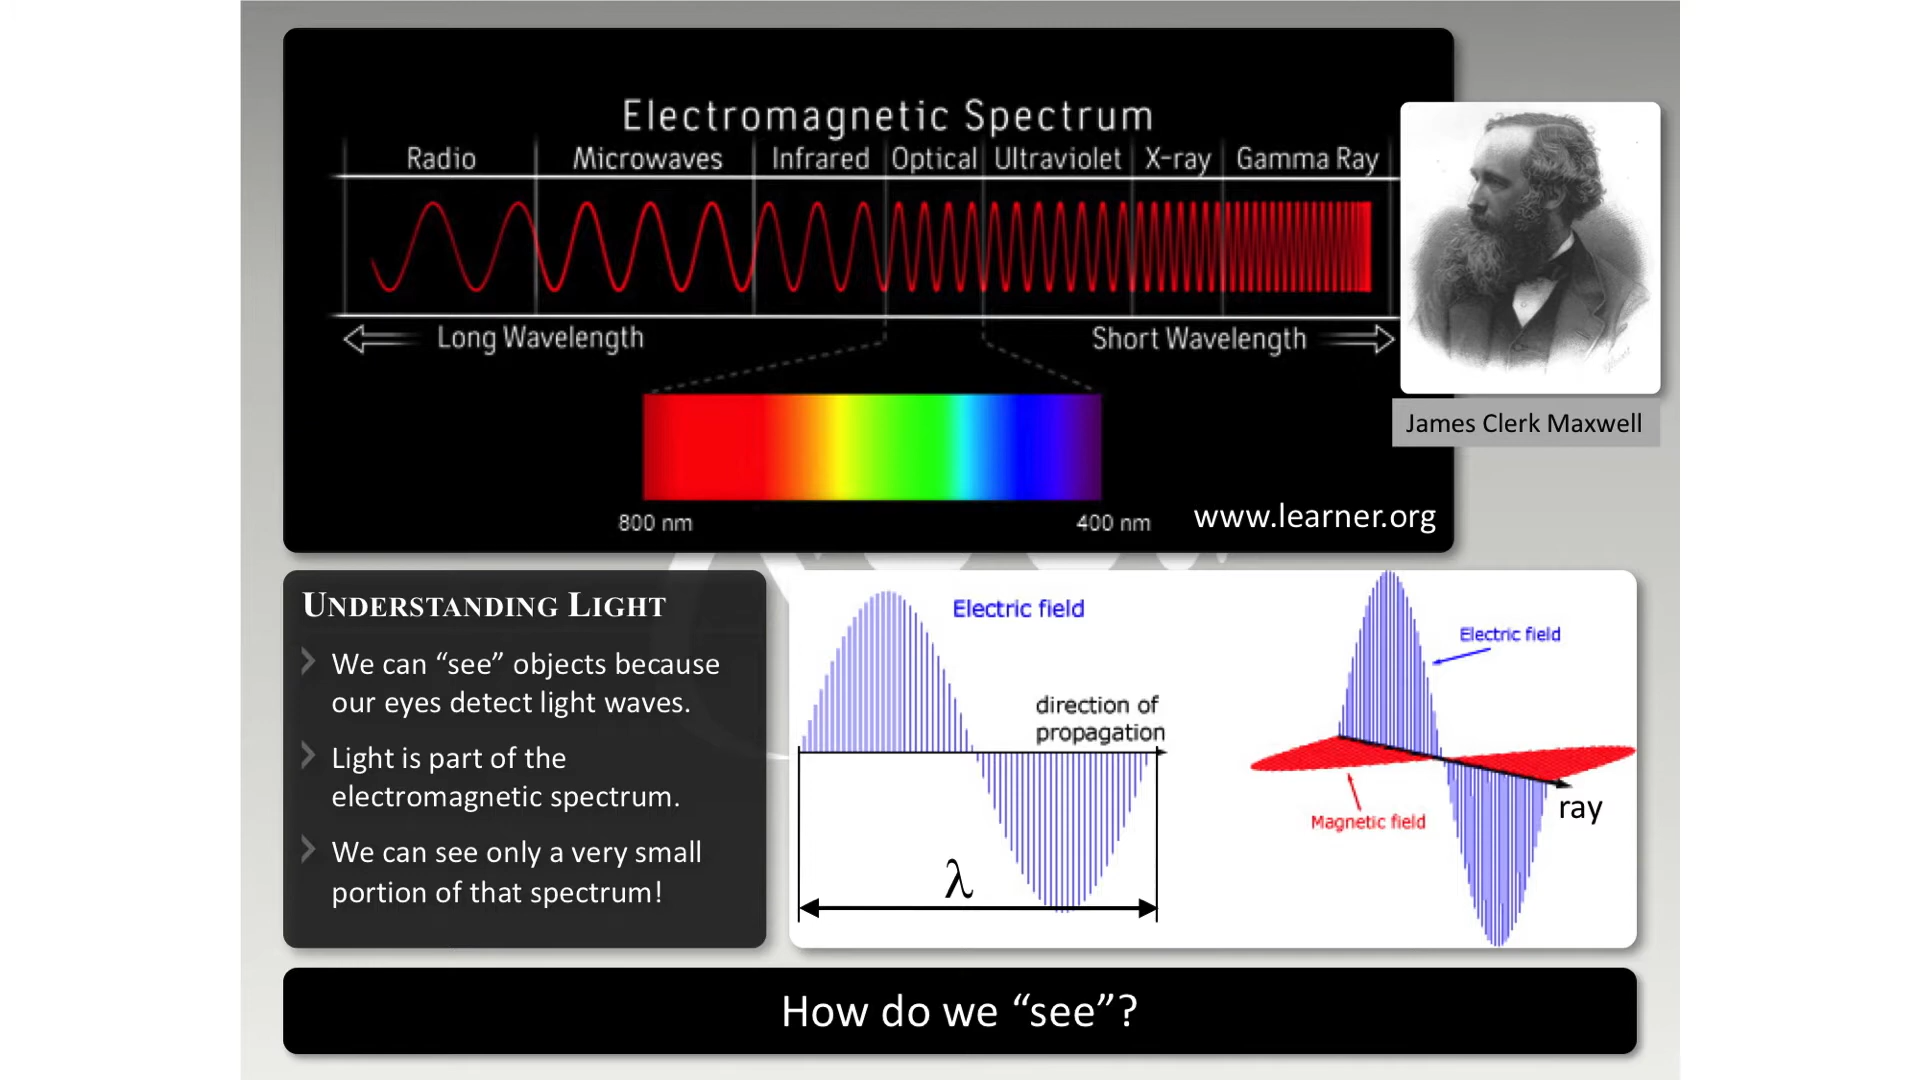 Electromagnetic Spectrum
Radio Microwaves Infrared Optical Ultraviolet X-ray Gamma Ray
Long Wavelength Short Wavelength
800 nm 400 nm
www.learner.org
James Clerk Maxwell
UNDERSTANDING LIGHT
We can “see” objects because
our eyes detect light waves.
Light is part of the
electromagnetic spectrum.
We can see only a very small
portion of that spectrum!
Electric field
direction of
propagation
λ
Electric field
Magnetic field
ray
How do we “see”?